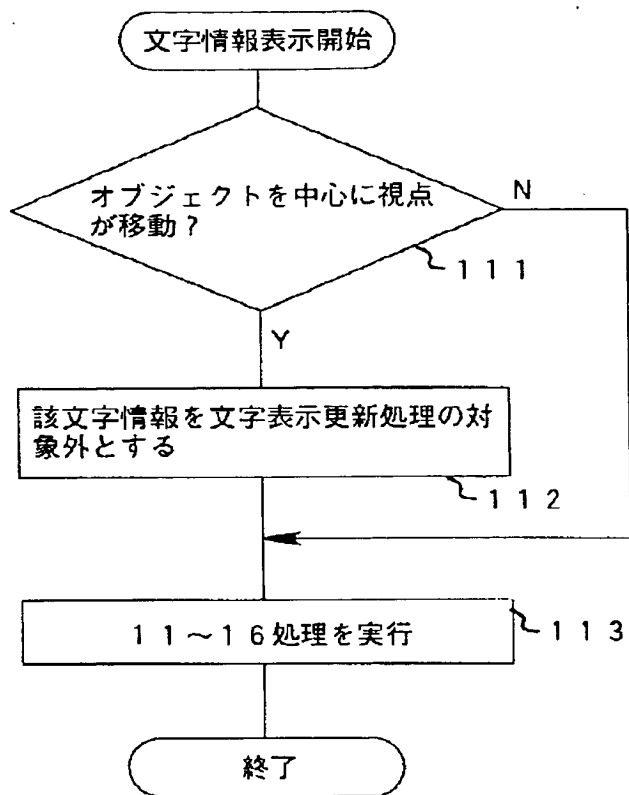 文字情報表示開始
オブジェクトを中心に視点
が移動?
N
111
Y
該文字情報を文字表示更新処理の対
象外とする
112
11～16処理を実行
113
終了